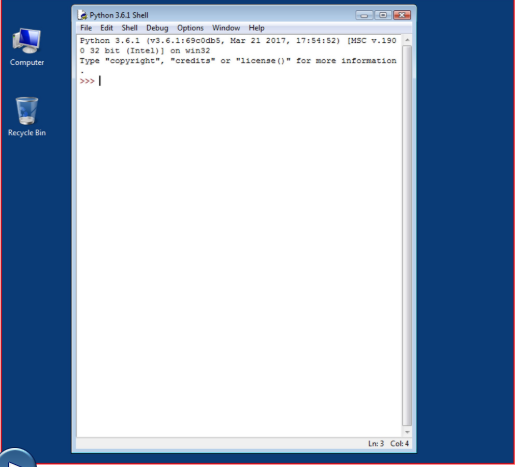 Python 3.6.1 Shell
File Edit Shell Debug Options Window Help
Python 3.6.1 (v3.6.1:69c0db5, Mar 21 2017, 17:54:52) [MSC v.190
0 32 bit (Intel)] on win32
Type "copyright", "credits" or "license()" for more information
.
>>>
Computer
Recycle Bin
Ln: 3 Col: 4